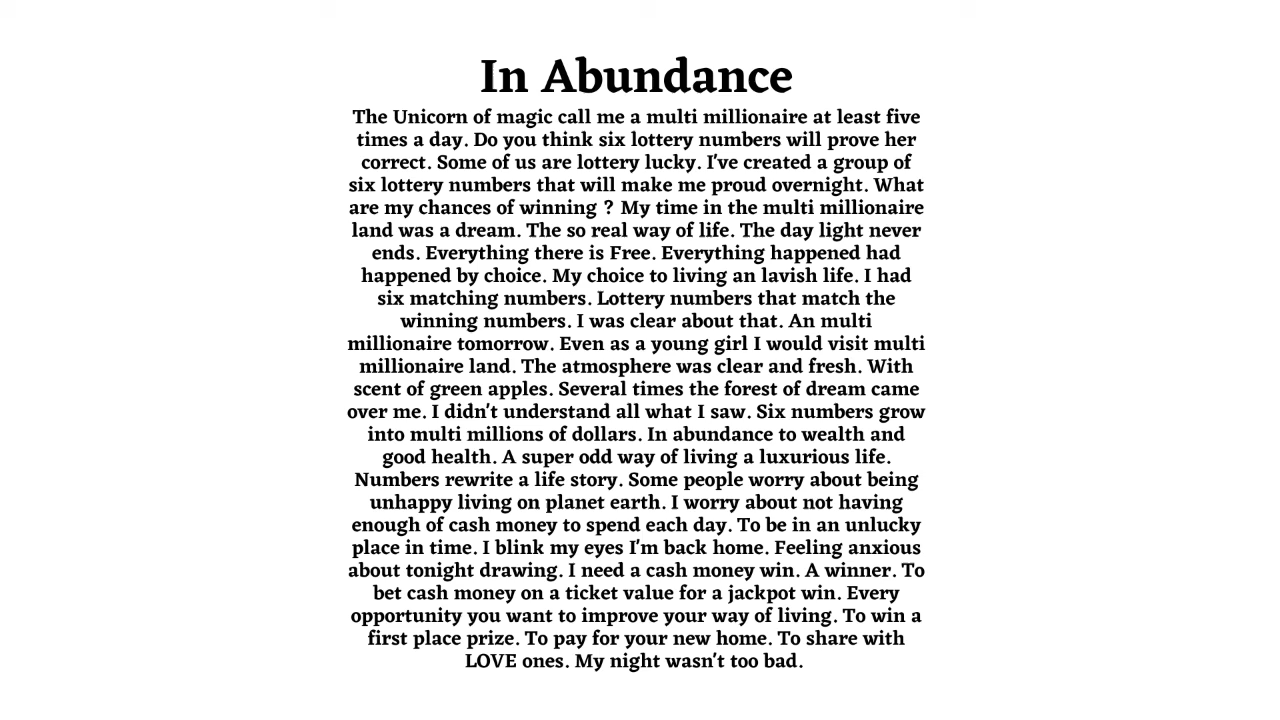 In Abundance
The Unicorn of magic call me a multi millionaire at least five
times a day. Do you think six lottery numbers will prove her
correct. Some of us are lottery lucky. I've created a group of
six lottery numbers that will make me proud overnight. What
are my chances of winning ? My time in the multi millionaire
land was a dream. The so real way of life. The day light never
ends. Everything there is Free. Everything happened had
happened by choice. My choice to living an lavish life. I had
six matching numbers. Lottery numbers that match the
winning numbers. I was clear about that. An multi
millionaire tomorrow. Even as a young girl I would visit multi
millionaire land. The atmosphere was clear and fresh. With
scent of green apples. Several times the forest of dream came
over me. I didn't understand all what I saw. Six numbers grow
into multi millions of dollars. In abundance to wealth and
good health. A super odd way of living a luxurious life.
Numbers rewrite a life story. Some people worry about being
unhappy living on planet earth. I worry about not having
enough of cash money to spend each day. To be in an unlucky
place in time. I blink my eyes I'm back home. Feeling anxious
about tonight drawing. I need a cash money win. A winner. To
bet cash money on a ticket value for a jackpot win. Every
opportunity you want to improve your way of living. To win a
first place prize. To pay for your new home. To share with
LOVE ones. My night wasn't too bad.